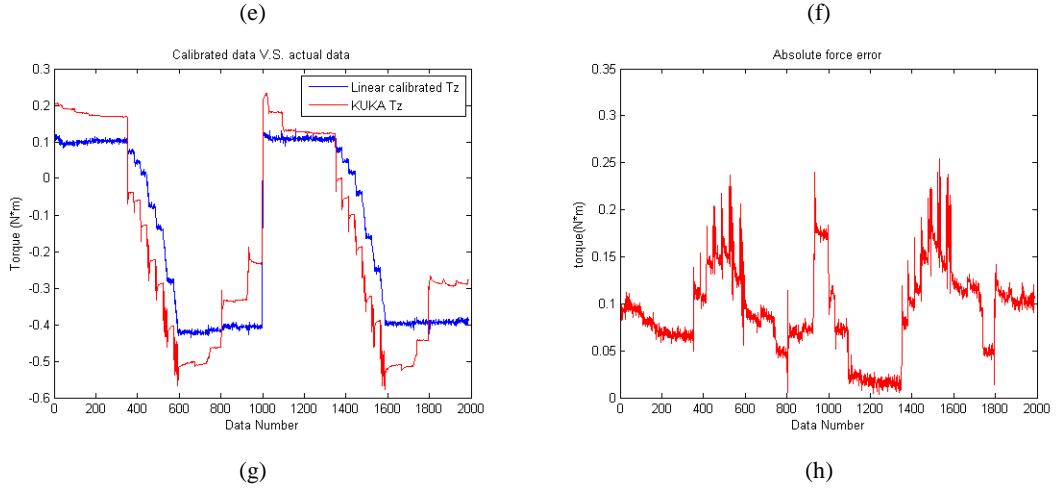 (e)
(f)
Calibrated data V.S. actual data
0.3
0.2
0.1
0
-0.1
-0.2
-0.3
-0.4
-0.5
-0.6
Torque (N*m)
Linear calibrated Tz
KUKA Tz
0 200 400 600 800 1000 1200 1400 1600 1800 2000
Data Number
Absolute force error
0.35
0.3
0.25
0.2
0.15
0.1
0.05
0
torque(N*m)
0 200 400 600 800 1000 1200 1400 1600 1800 2000
Data Number
(g)
(h)